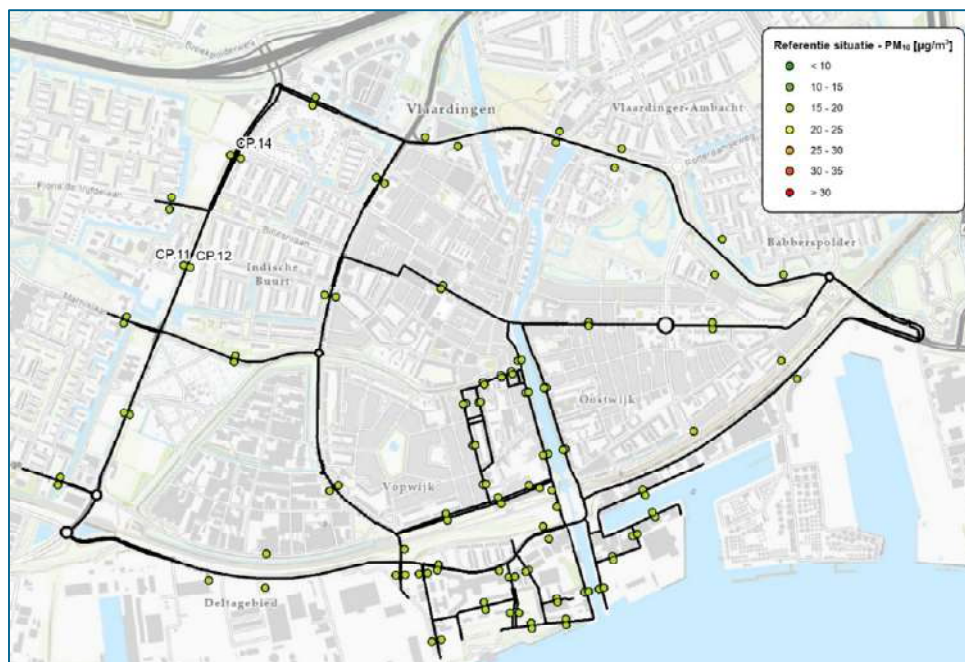 Referentie situatie - PM₁₀ [µg/m³]
< 10
10 - 15
15 - 20
20 - 25
25 - 30
30 - 35
> 30
Vlaardingen
Vlaardinger-Ambacht
CP.14
CP.11
CP.12
Indische
Buurt
Babberspolder
Oostwijk
Vopwijk
Deltagebied